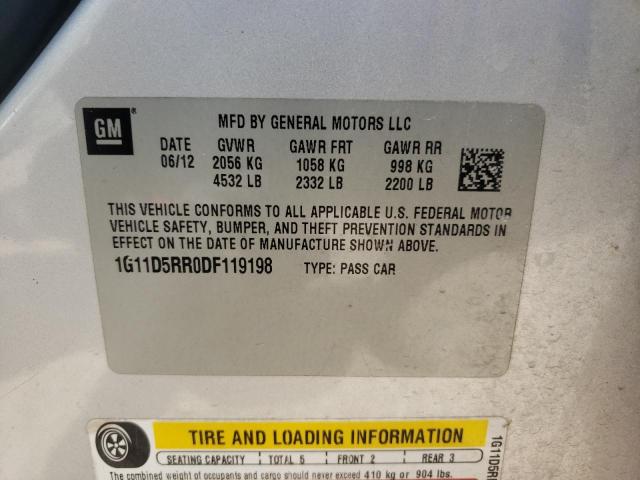 GM
MFD BY GENERAL MOTORS LLC
DATE GVWR GAWR FRT GAWR RR
06/12 2056 KG 1058 KG 998 KG
4532 LB 2332 LB 2200 LB
THIS VEHICLE CONFORMS TO ALL APPLICABLE U.S. FEDERAL MOTOR
VEHICLE SAFETY, BUMPER, AND THEFT PREVENTION STANDARDS IN
EFFECT ON THE DATE OF MANUFACTURE SHOWN ABOVE.
1G11D5RR0DF119198 TYPE: PASS CAR
TIRE AND LOADING INFORMATION
SEATING CAPACITY TOTAL 5 FRONT 2 REAR 3
The combined weight of occupants and cargo should never exceed 410 kg or 904 lbs.
1G11D5R